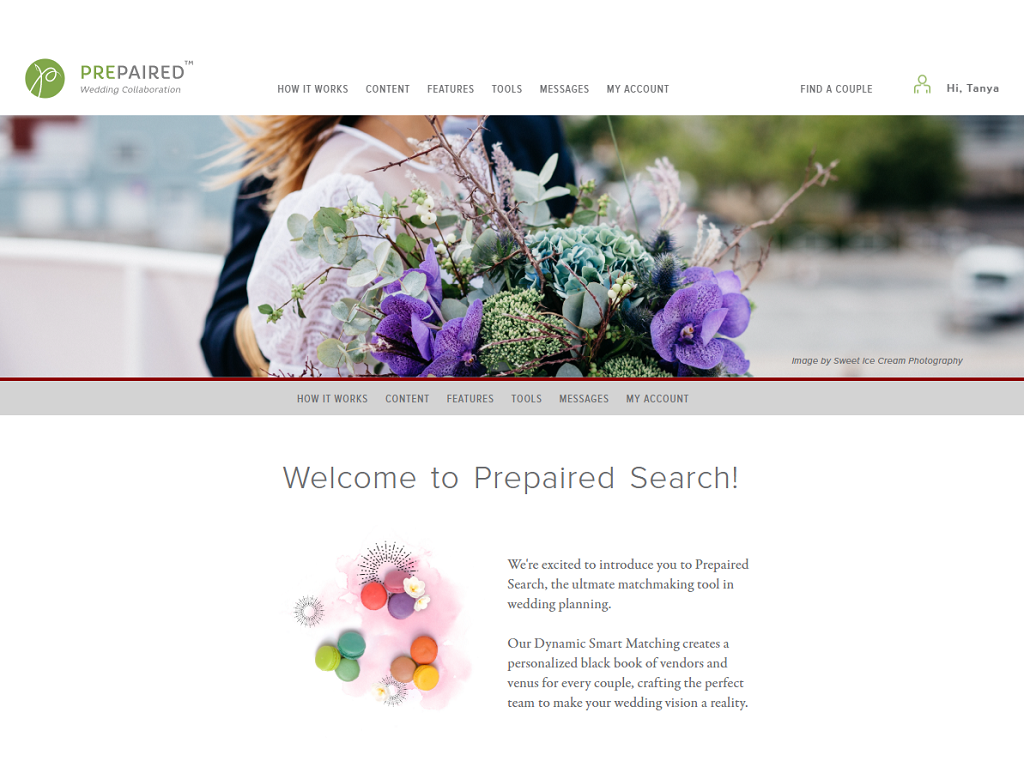 PREPAIRED™
Wedding Collaboration
HOW IT WORKS CONTENT FEATURES TOOLS MESSAGES MY ACCOUNT FIND A COUPLE Hi, Tanya
Image by Sweet Ice Cream Photography
HOW IT WORKS CONTENT FEATURES TOOLS MESSAGES MY ACCOUNT
Welcome to Prepaired Search!
We're excited to introduce you to Prepaired
Search, the ultmate matchmaking tool in
wedding planning.
Our Dynamic Smart Matching creates a
personalized black book of vendors and
venus for every couple, crafting the perfect
team to make your wedding vision a reality.